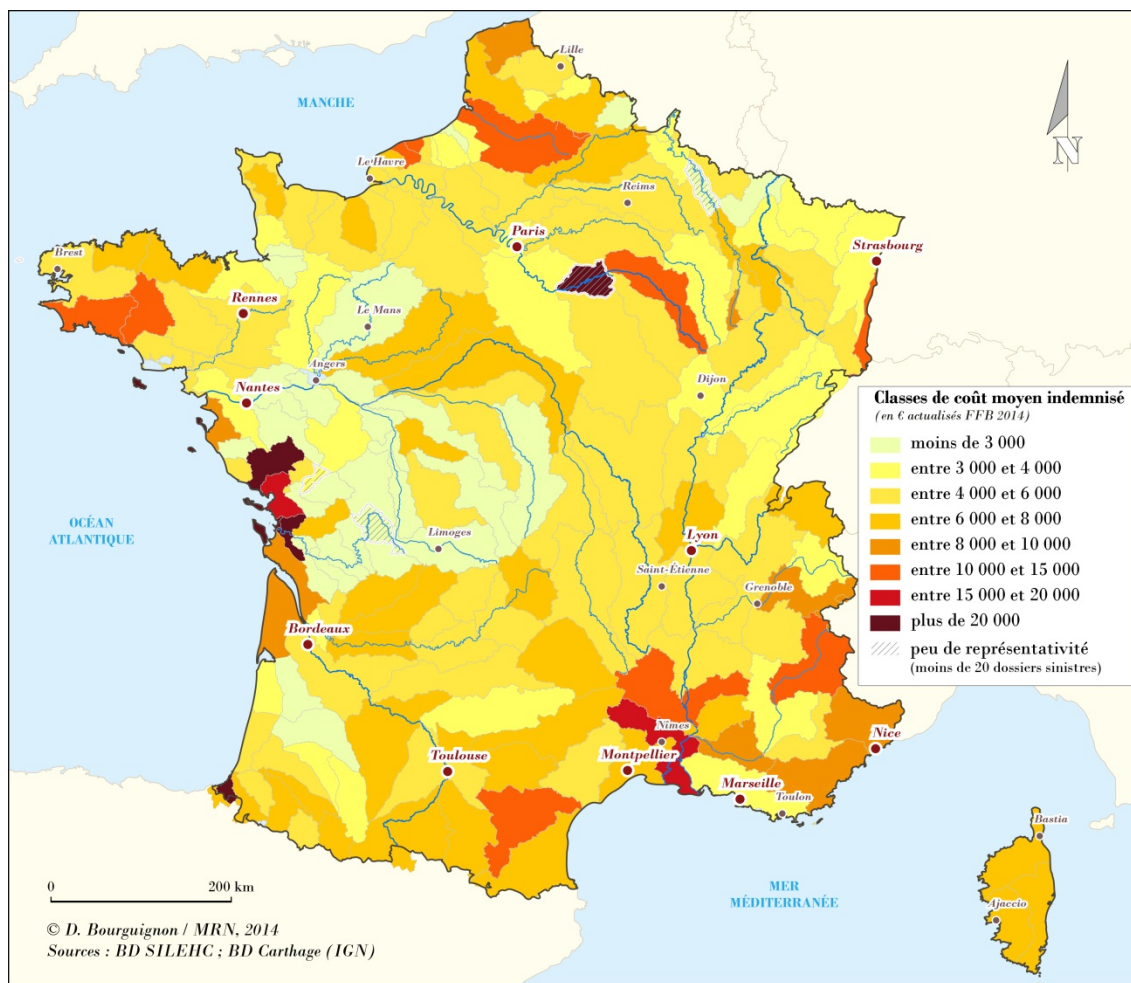 MANCHE
Lille
Le Havre
Reims
Paris
Strasbourg
Brest
Rennes
Le Mans
Angers
Nantes
Dijon
OCÉAN
ATLANTIQUE
Limoges
Lyon
Saint-Étienne
Grenoble
Bordeaux
Nîmes
Toulouse
Montpellier
Nice
Marseille
Toulon
Bastia
Ajaccio
MER
MÉDITERRANÉE
N
Classes de coût moyen indemnisé
(en € actualisés FFB 2014)
moins de 3 000
entre 3 000 et 4 000
entre 4 000 et 6 000
entre 6 000 et 8 000
entre 8 000 et 10 000
entre 10 000 et 15 000
entre 15 000 et 20 000
plus de 20 000
peu de représentativité
(moins de 20 dossiers sinistres)
0 200 km
© D. Bourguignon / MRN, 2014
Sources : BD SILEHC ; BD Carthage (IGN)